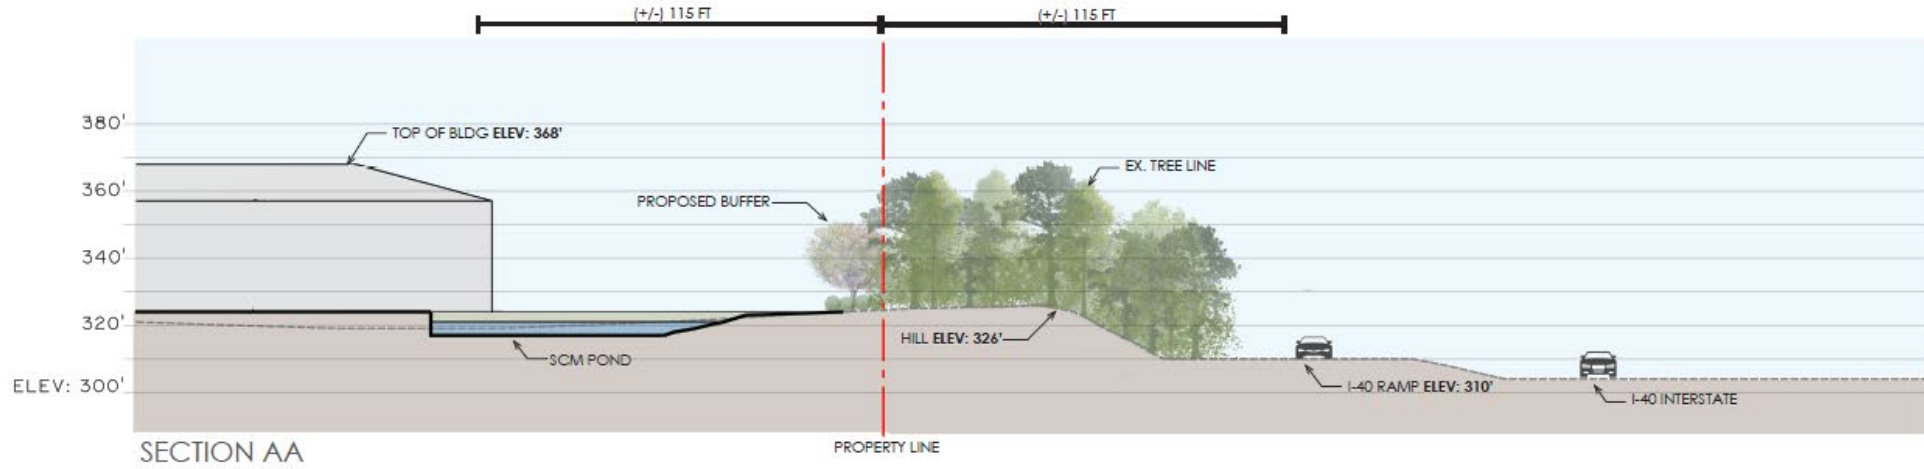 (+/-) 115 FT
(+/-) 115 FT
380'
TOP OF BLDG ELEV: 368'
EX. TREE LINE
360'
PROPOSED BUFFER
340'
320'
HILL ELEV: 326'
SCM POND
ELEV: 300'
I-40 RAMP ELEV: 310'
I-40 INTERSTATE
PROPERTY LINE
SECTION AA